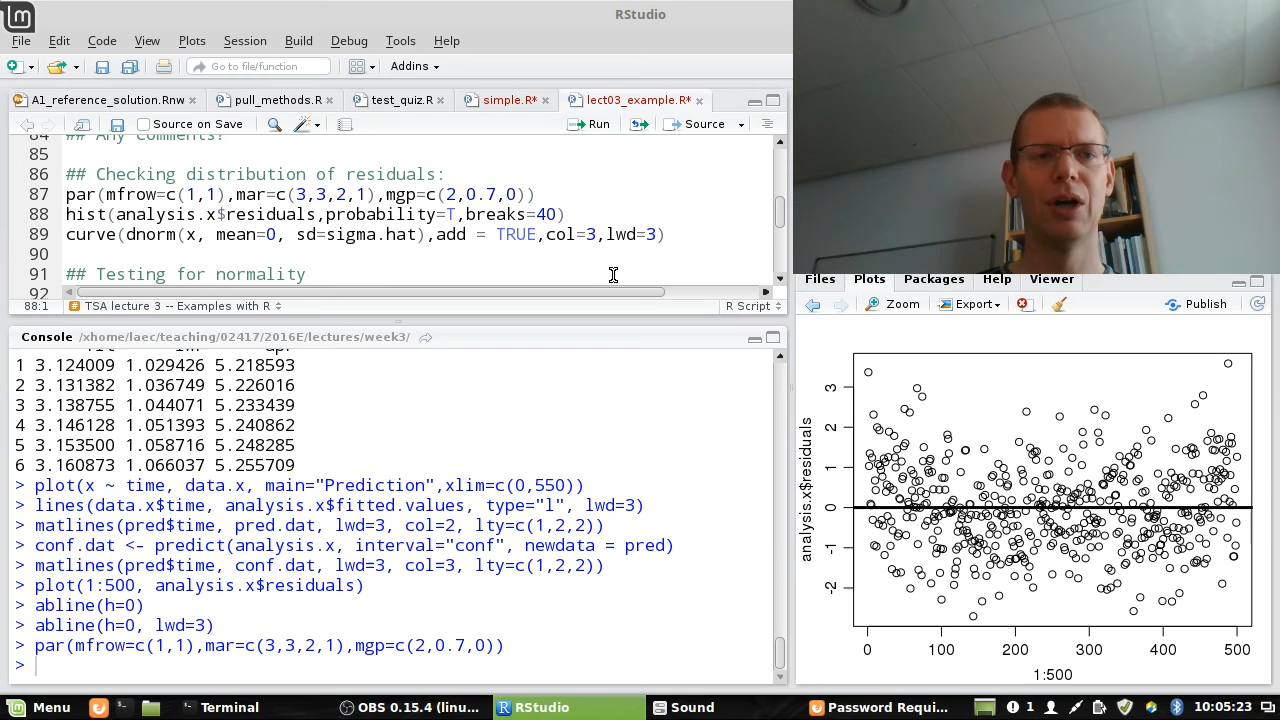 RStudio
File Edit Code View Plots Session Build Debug Tools Help
Go to file/function Addins
A1_reference_solution.Rnw × pull_methods.R × test_quiz.R × simple.R* × lect03_example.R* ×
Source on Save Run Source
84 ## Any Comments?
85
86 ## Checking distribution of residuals:
87 par(mfrow=c(1,1),mar=c(3,3,2,1),mgp=c(2,0.7,0))
88 hist(analysis.x$residuals,probability=T,breaks=40)
89 curve(dnorm(x, mean=0, sd=sigma.hat),add = TRUE,col=3,lwd=3)
90
91 ## Testing for normality
92
88:1 # TSA lecture 3 -- Examples with R R Script
Console /xhome/laec/teaching/02417/2016E/lectures/week3/
1 3.124009 1.029426 5.218593
2 3.131382 1.036749 5.226016
3 3.138755 1.044071 5.233439
4 3.146128 1.051393 5.240862
5 3.153500 1.058716 5.248285
6 3.160873 1.066037 5.255709
> plot(x ~ time, data.x, main="Prediction",xlim=c(0,550))
> lines(data.x$time, analysis.x$fitted.values, type="l", lwd=3)
> matlines(pred$time, pred.dat, lwd=3, col=2, lty=c(1,2,2))
> conf.dat <- predict(analysis.x, interval="conf", newdata = pred)
> matlines(pred$time, conf.dat, lwd=3, col=3, lty=c(1,2,2))
> plot(1:500, analysis.x$residuals)
> abline(h=0)
> abline(h=0, lwd=3)
> par(mfrow=c(1,1),mar=c(3,3,2,1),mgp=c(2,0.7,0))
>
Files Plots Packages Help Viewer
Zoom Export Publish
analysis.x$residuals
3
2
1
0
-1
-2
0 100 200 300 400 500
1:500
Menu Terminal OBS 0.15.4 (linu... RStudio Sound Password Requi... 1 10:05:23